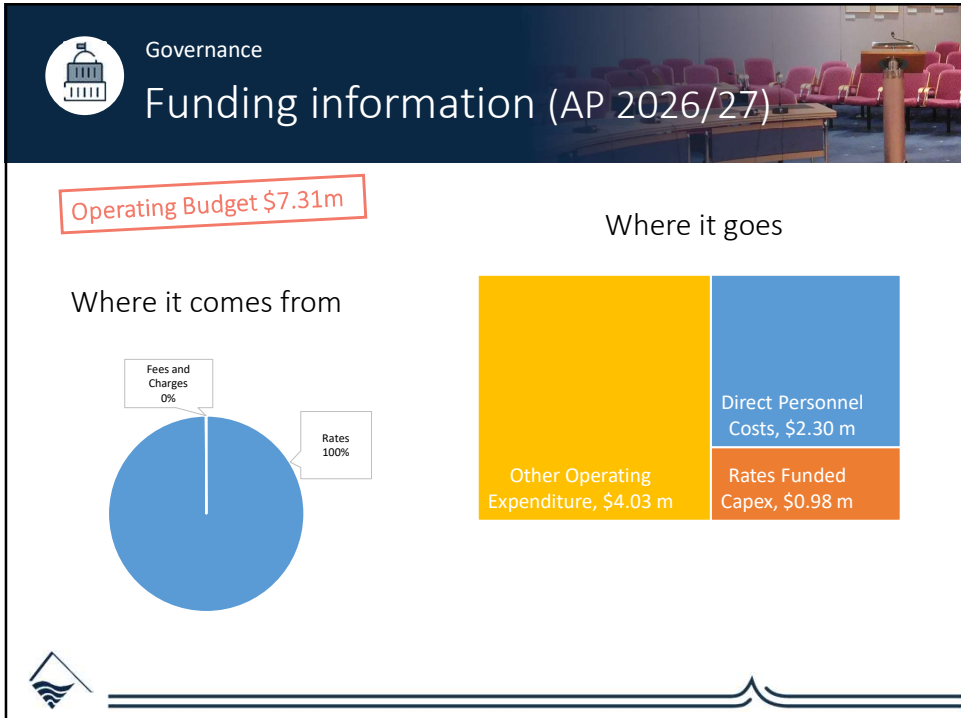 Governance
Funding information (AP 2026/27)
Operating Budget $7.31m
Where it comes from
Fees and
Charges
0%
Rates
100%
Where it goes
Other Operating
Expenditure, $4.03 m
Direct Personnel
Costs, $2.30 m
Rates Funded
Capex, $0.98 m